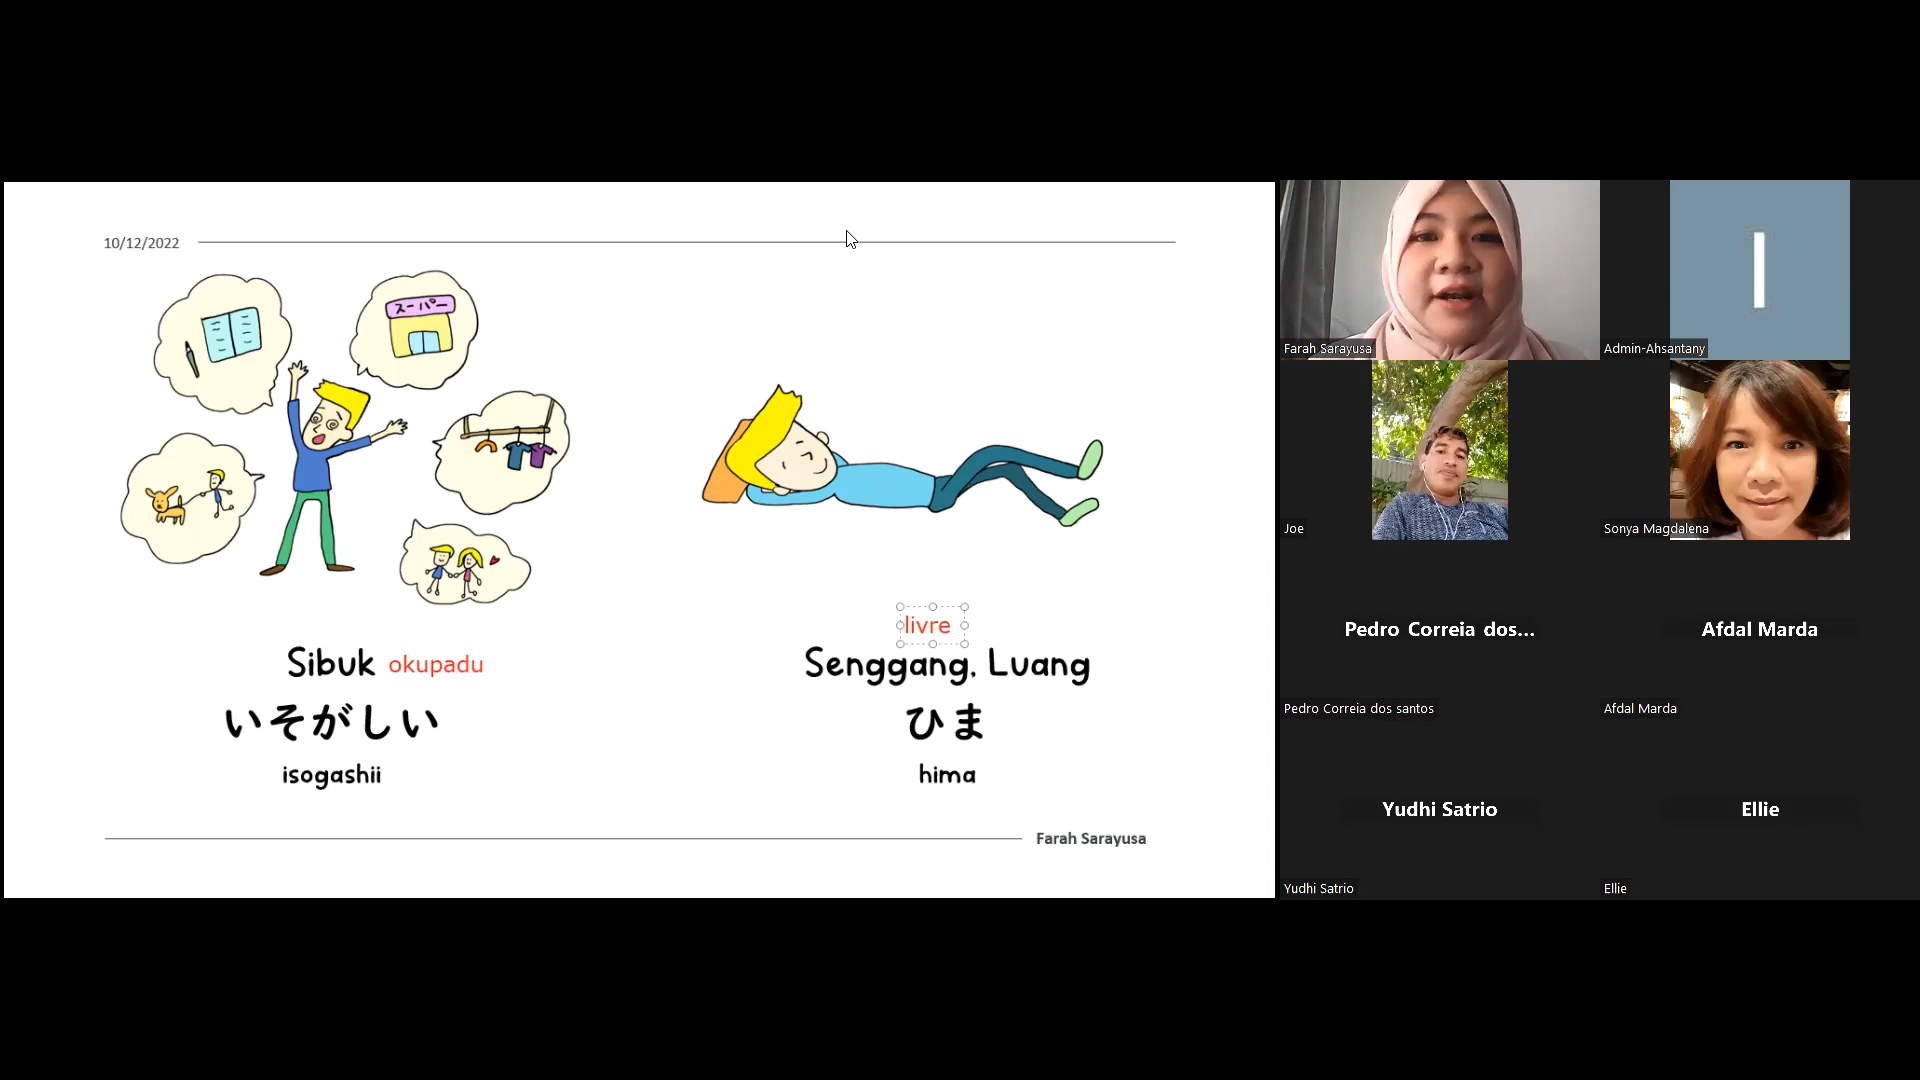 10/12/2022
スーパー
livre
Sibuk okupadu
Senggang, Luang
いそがしい
ひま
isogashii
hima
Farah Sarayusa
Farah Sarayusa
I
Admin-Ahsantany
Joe
Sonya Magdalena
Pedro Correia dos...
Afdal Marda
Pedro Correia dos santos
Afdal Marda
Yudhi Satrio
Ellie
Yudhi Satrio
Ellie